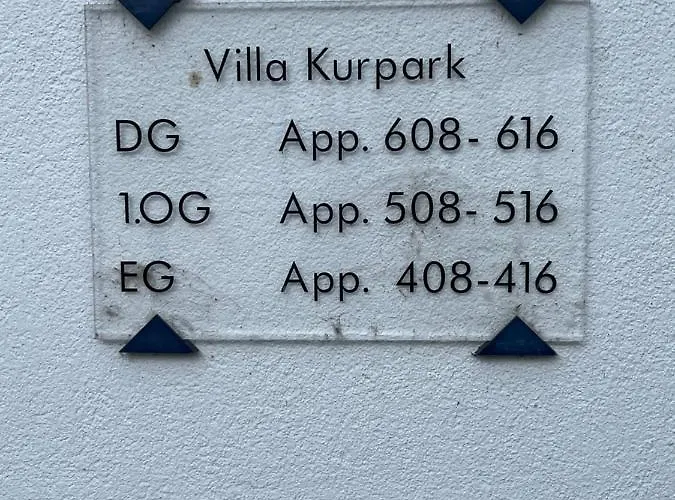 Villa Kurpark
DG App. 608- 616
1.OG App. 508- 516
EG App. 408-416